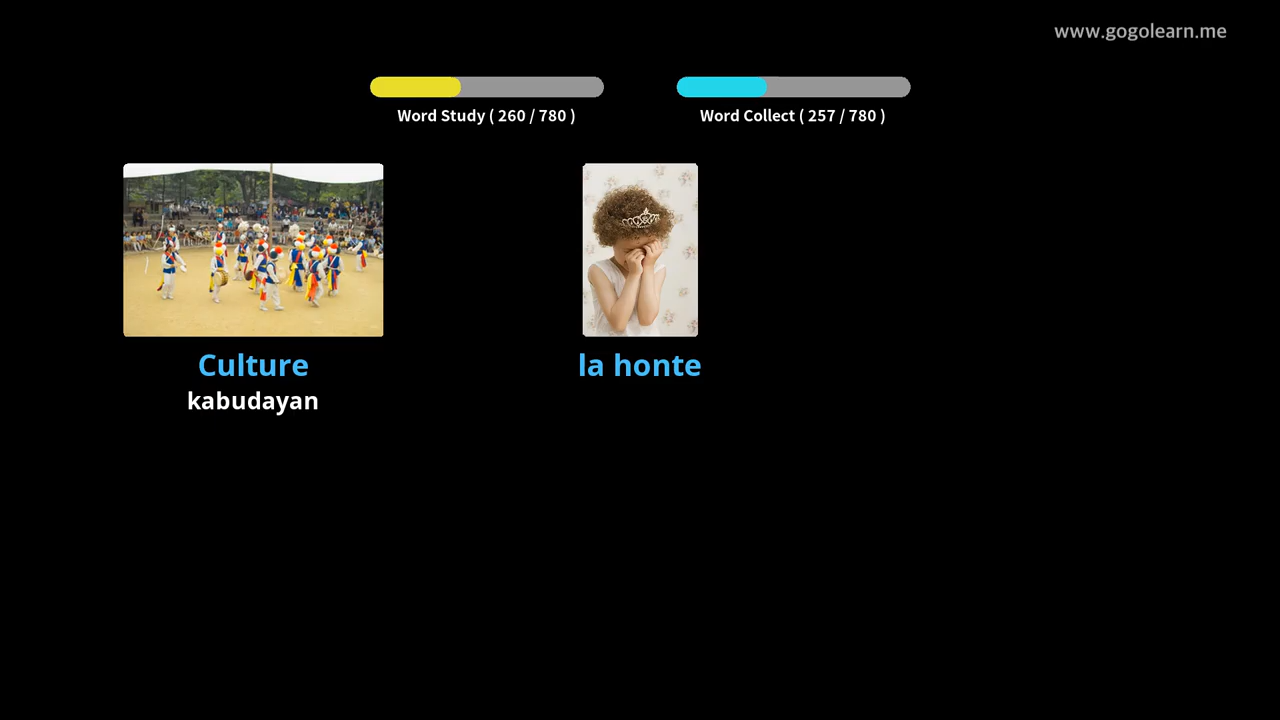 www.gogolearn.me
Word Study ( 260 / 780 )
Word Collect ( 257 / 780 )
Culture
kabudayan
la honte